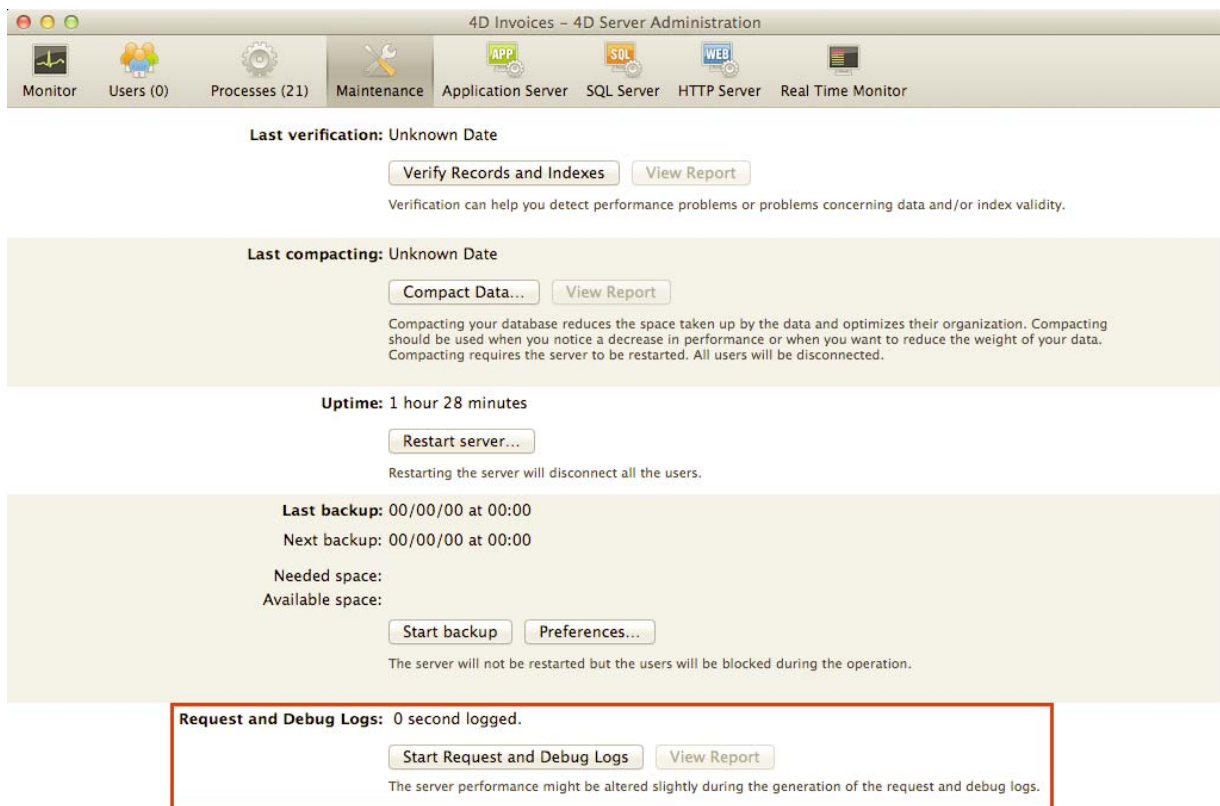 4D Invoices – 4D Server Administration
APP SQL WEB
Monitor Users (0) Processes (21) Maintenance Application Server SQL Server HTTP Server Real Time Monitor
Last verification: Unknown Date
Verify Records and Indexes View Report
Verification can help you detect performance problems or problems concerning data and/or index validity.
Last compacting: Unknown Date
Compact Data... View Report
Compacting your database reduces the space taken up by the data and optimizes their organization. Compacting
should be used when you notice a decrease in performance or when you want to reduce the weight of your data.
Compacting requires the server to be restarted. All users will be disconnected.
Uptime: 1 hour 28 minutes
Restart server...
Restarting the server will disconnect all the users.
Last backup: 00/00/00 at 00:00
Next backup: 00/00/00 at 00:00
Needed space:
Available space:
Start backup Preferences...
The server will not be restarted but the users will be blocked during the operation.
Request and Debug Logs: 0 second logged.
Start Request and Debug Logs View Report
The server performance might be altered slightly during the generation of the request and debug logs.